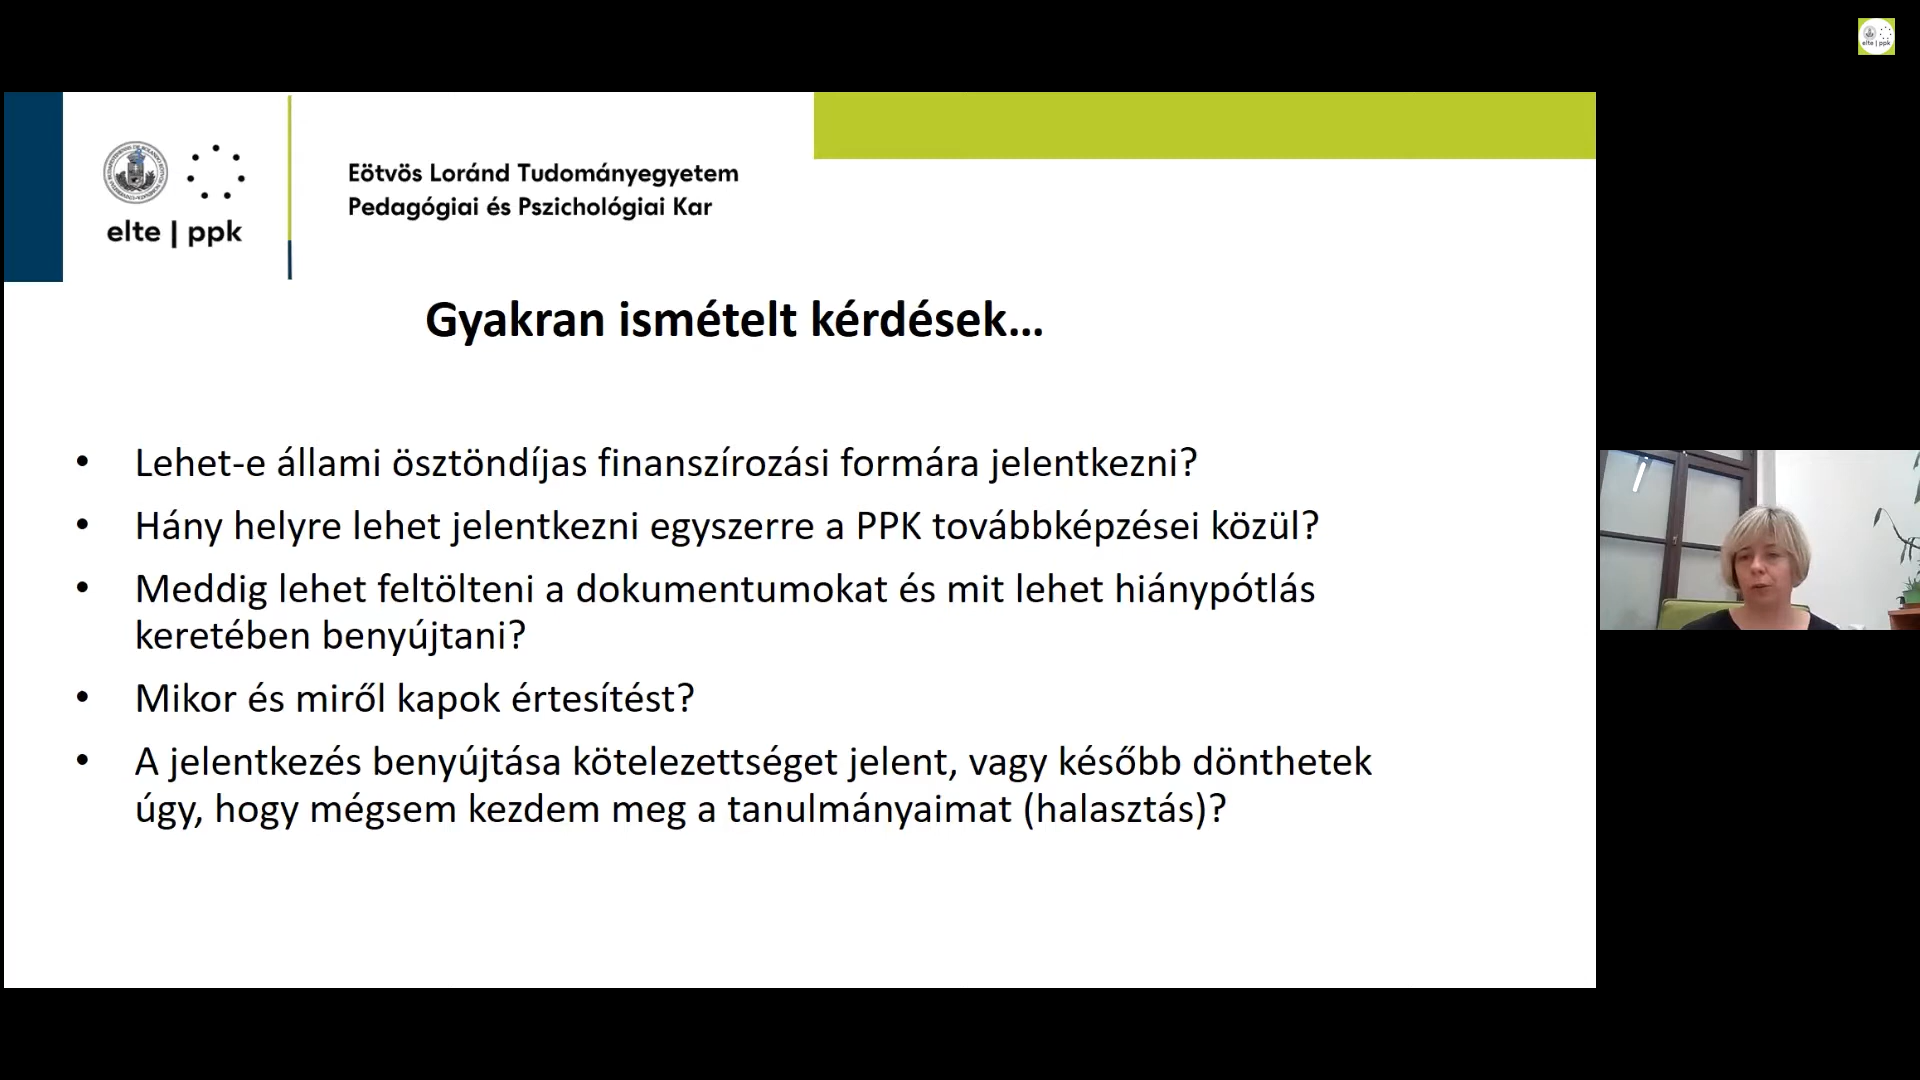 elte | ppk
Eötvös Loránd Tudományegyetem
Pedagógiai és Pszichológiai Kar
elte | ppk
Gyakran ismételt kérdések...
• Lehet-e állami ösztöndíjas finanszírozási formára jelentkezni?
• Hány helyre lehet jelentkezni egyszerre a PPK továbbképzései közül?
• Meddig lehet feltölteni a dokumentumokat és mit lehet hiánypótlás
keretében benyújtani?
• Mikor és miről kapok értesítést?
• A jelentkezés benyújtása kötelezettséget jelent, vagy később dönthetek
úgy, hogy mégsem kezdem meg a tanulmányaimat (halasztás)?